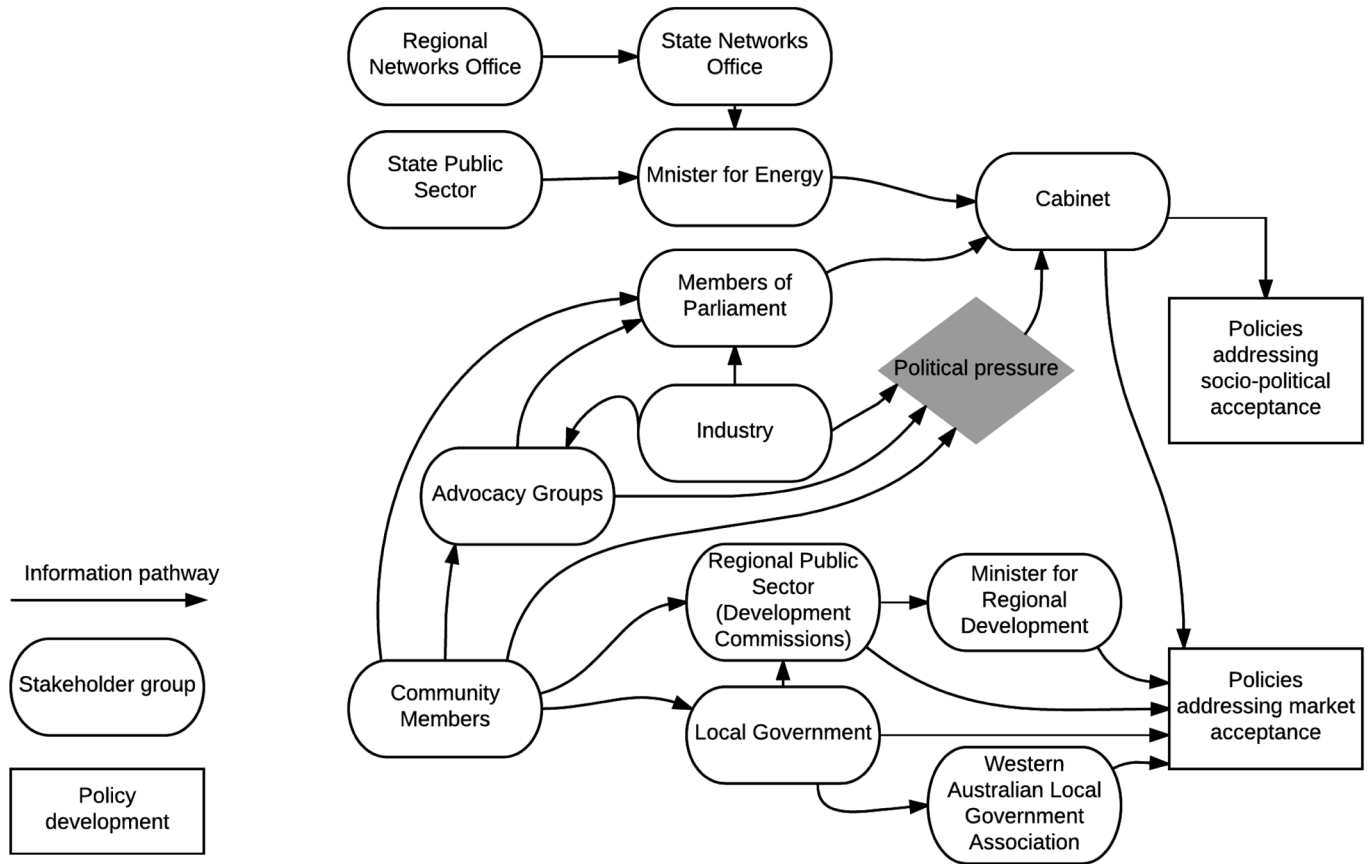 Regional
Networks Office
State Networks
Office
State Public
Sector
Mnister for Energy
Cabinet
Members of
Parliament
Policies
addressing
socio-political
acceptance
Political pressure
Industry
Advocacy Groups
Information pathway
Regional Public
Sector
(Development
Commissions)
Minister for
Regional
Development
Stakeholder group
Community
Members
Local Government
Policies
addressing market
acceptance
Western
Australian Local
Government
Association
Policy
development